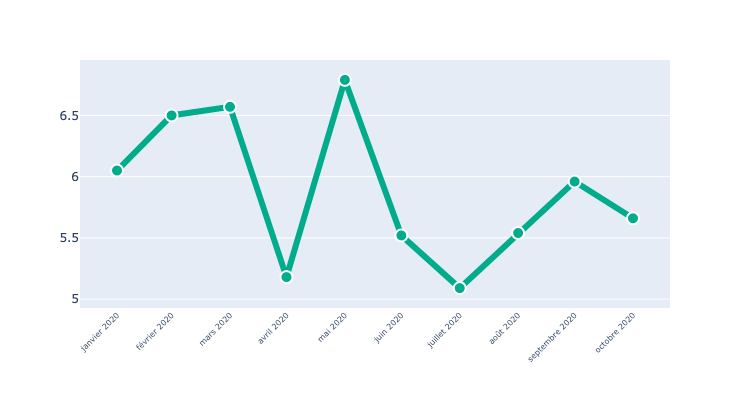 6.5
6
5.5
5
janvier 2020
février 2020
mars 2020
avril 2020
mai 2020
juin 2020
juillet 2020
août 2020
septembre 2020
octobre 2020